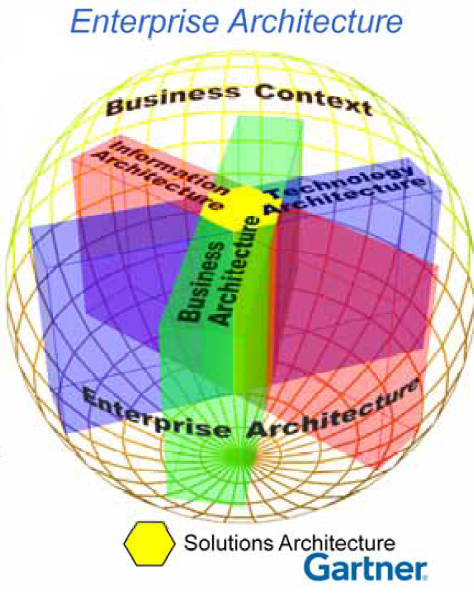 Enterprise Architecture
Business Context
Information
Architecture
Technology
Architecture
Business
Architecture
Enterprise Architecture
Solutions Architecture
Gartner.